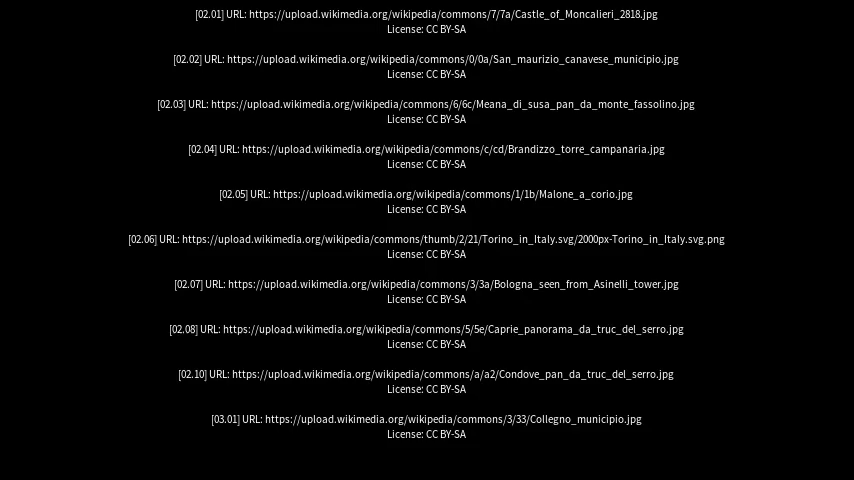 [02.01] URL: https://upload.wikimedia.org/wikipedia/commons/7/7a/Castle_of_Moncalieri_2818.jpg
License: CC BY-SA
[02.02] URL: https://upload.wikimedia.org/wikipedia/commons/0/0a/San_maurizio_canavese_municipio.jpg
License: CC BY-SA
[02.03] URL: https://upload.wikimedia.org/wikipedia/commons/6/6c/Meana_di_susa_pan_da_monte_fassolino.jpg
License: CC BY-SA
[02.04] URL: https://upload.wikimedia.org/wikipedia/commons/c/cd/Brandizzo_torre_campanaria.jpg
License: CC BY-SA
[02.05] URL: https://upload.wikimedia.org/wikipedia/commons/1/1b/Malone_a_corio.jpg
License: CC BY-SA
[02.06] URL: https://upload.wikimedia.org/wikipedia/commons/thumb/2/21/Torino_in_Italy.svg/2000px-Torino_in_Italy.svg.png
License: CC BY-SA
[02.07] URL: https://upload.wikimedia.org/wikipedia/commons/3/3a/Bologna_seen_from_Asinelli_tower.jpg
License: CC BY-SA
[02.08] URL: https://upload.wikimedia.org/wikipedia/commons/5/5e/Caprie_panorama_da_truc_del_serro.jpg
License: CC BY-SA
[02.10] URL: https://upload.wikimedia.org/wikipedia/commons/a/a2/Condove_pan_da_truc_del_serro.jpg
License: CC BY-SA
[03.01] URL: https://upload.wikimedia.org/wikipedia/commons/3/33/Collegno_municipio.jpg
License: CC BY-SA